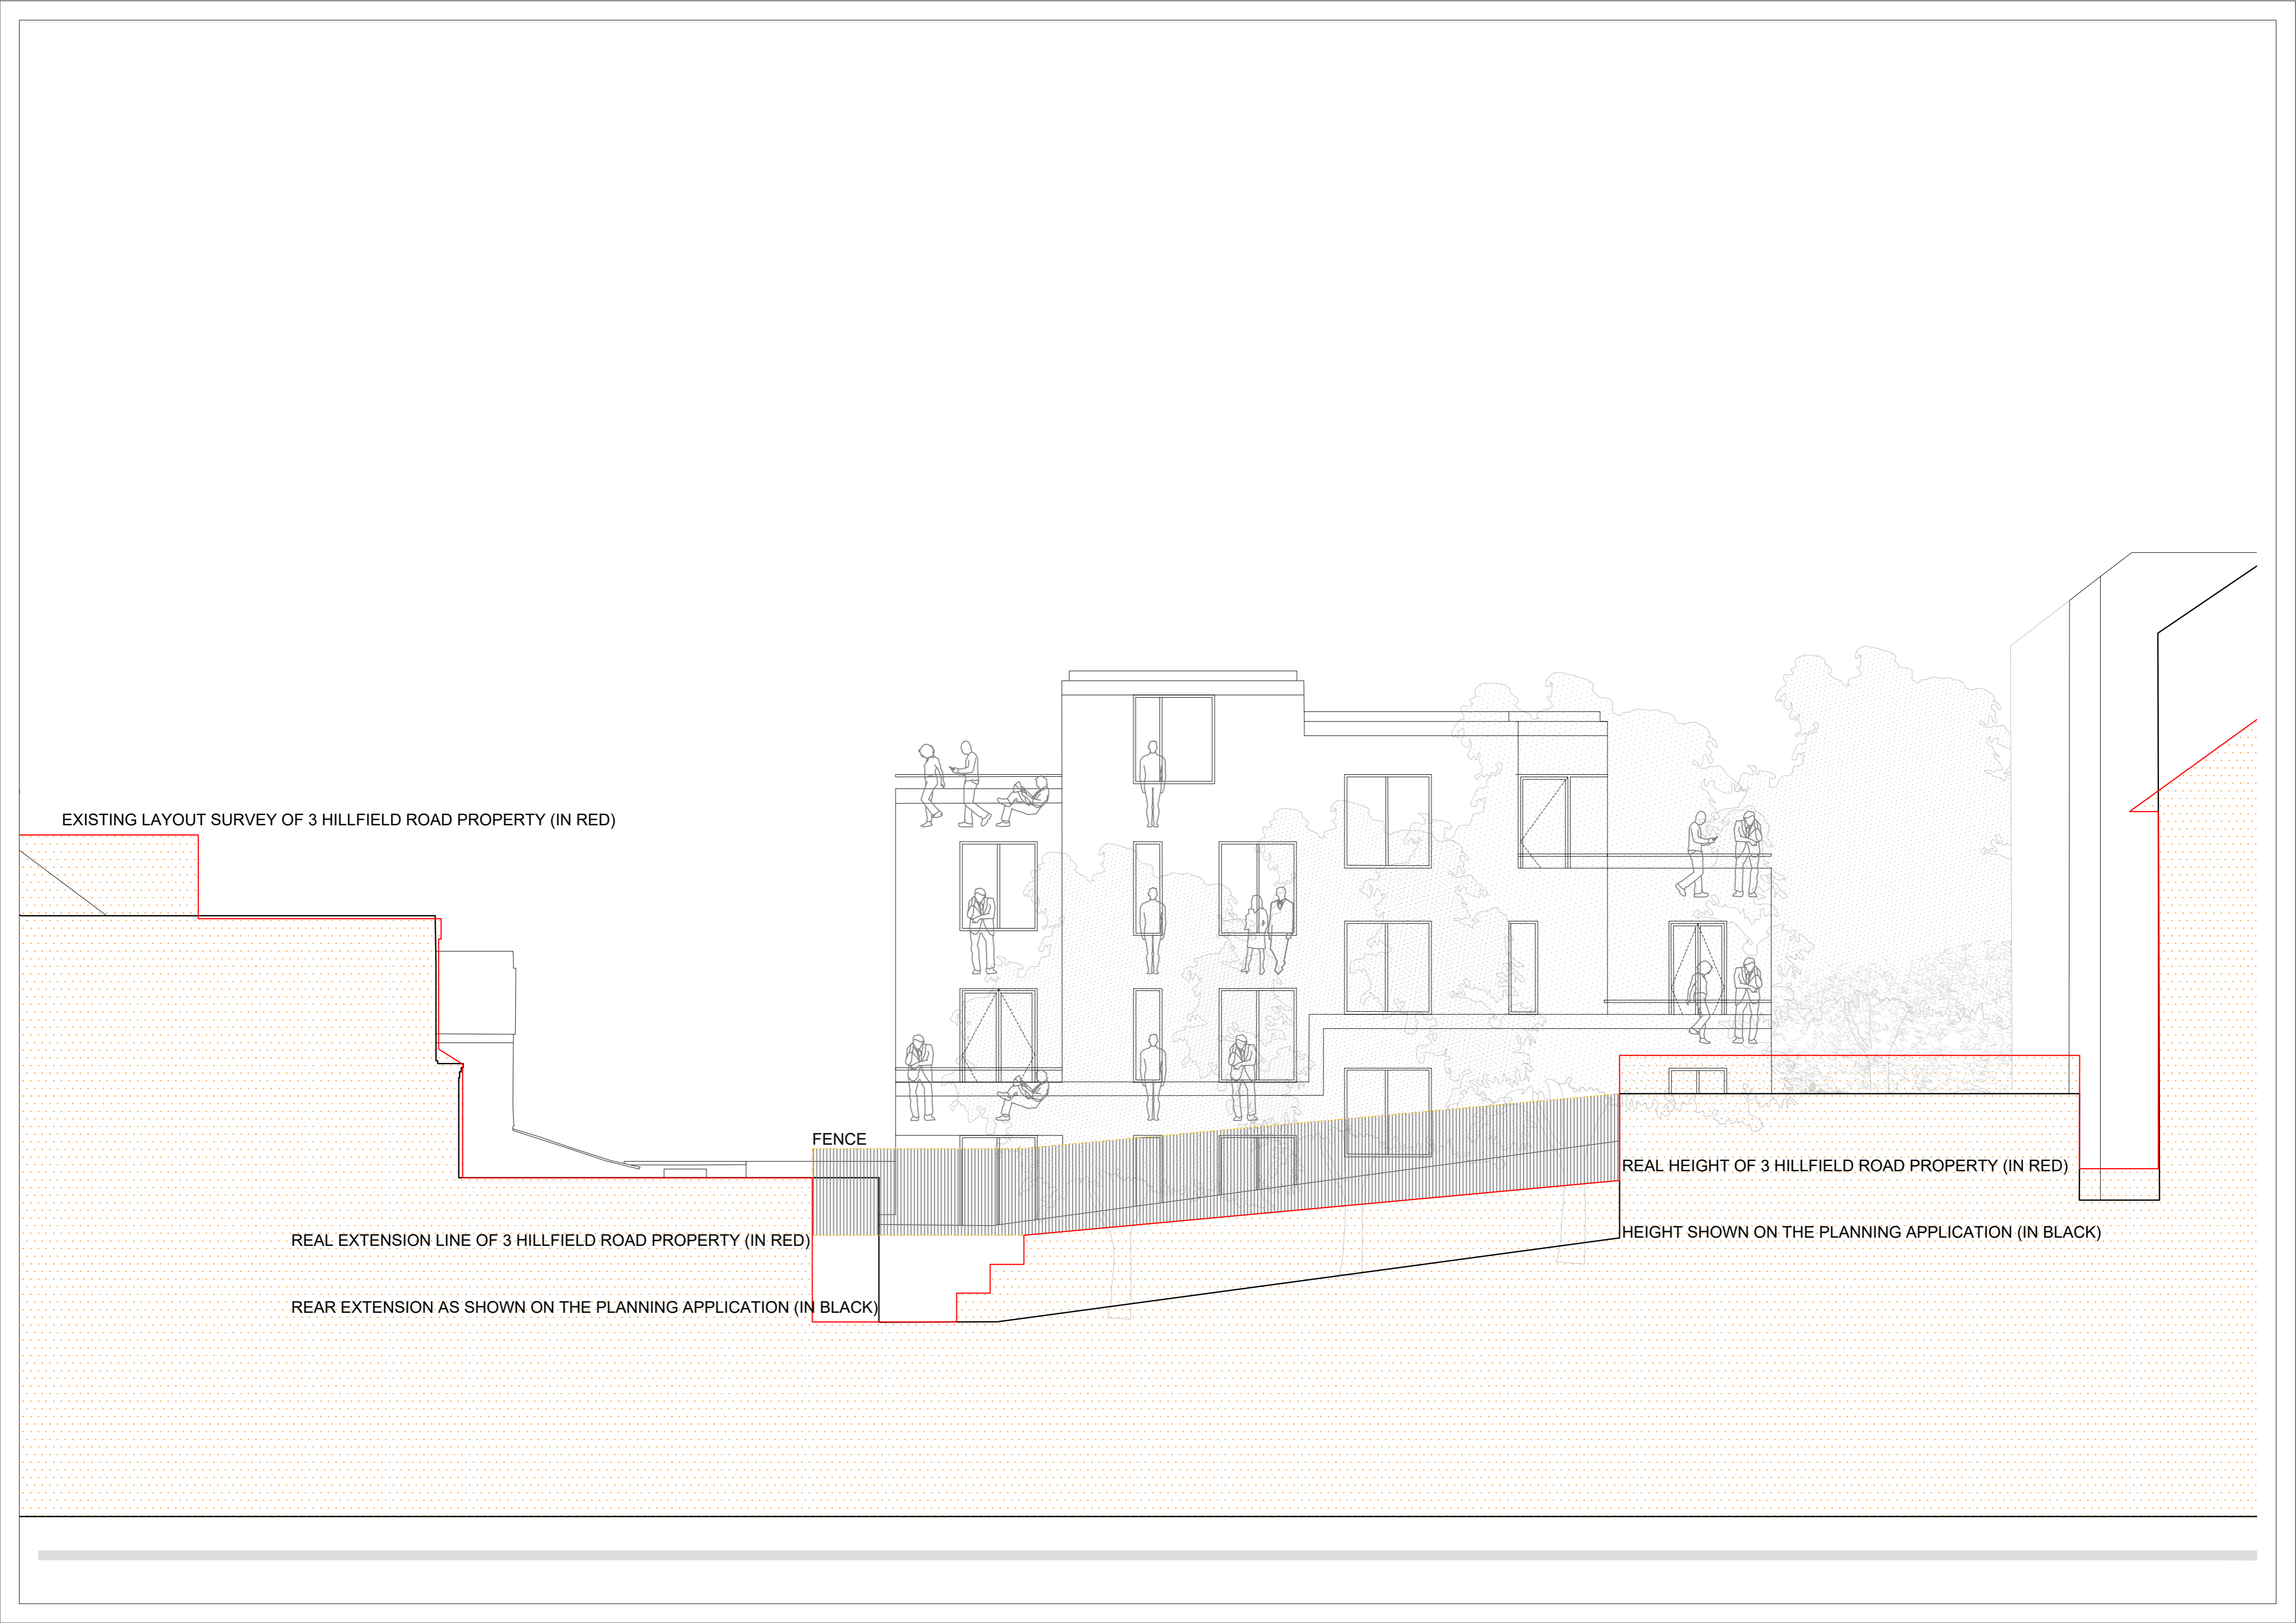 EXISTING LAYOUT SURVEY OF 3 HILLFIELD ROAD PROPERTY (IN RED)
FENCE
REAL HEIGHT OF 3 HILLFIELD ROAD PROPERTY (IN RED)
HEIGHT SHOWN ON THE PLANNING APPLICATION (IN BLACK)
REAL EXTENSION LINE OF 3 HILLFIELD ROAD PROPERTY (IN RED)
REAR EXTENSION AS SHOWN ON THE PLANNING APPLICATION (IN BLACK)